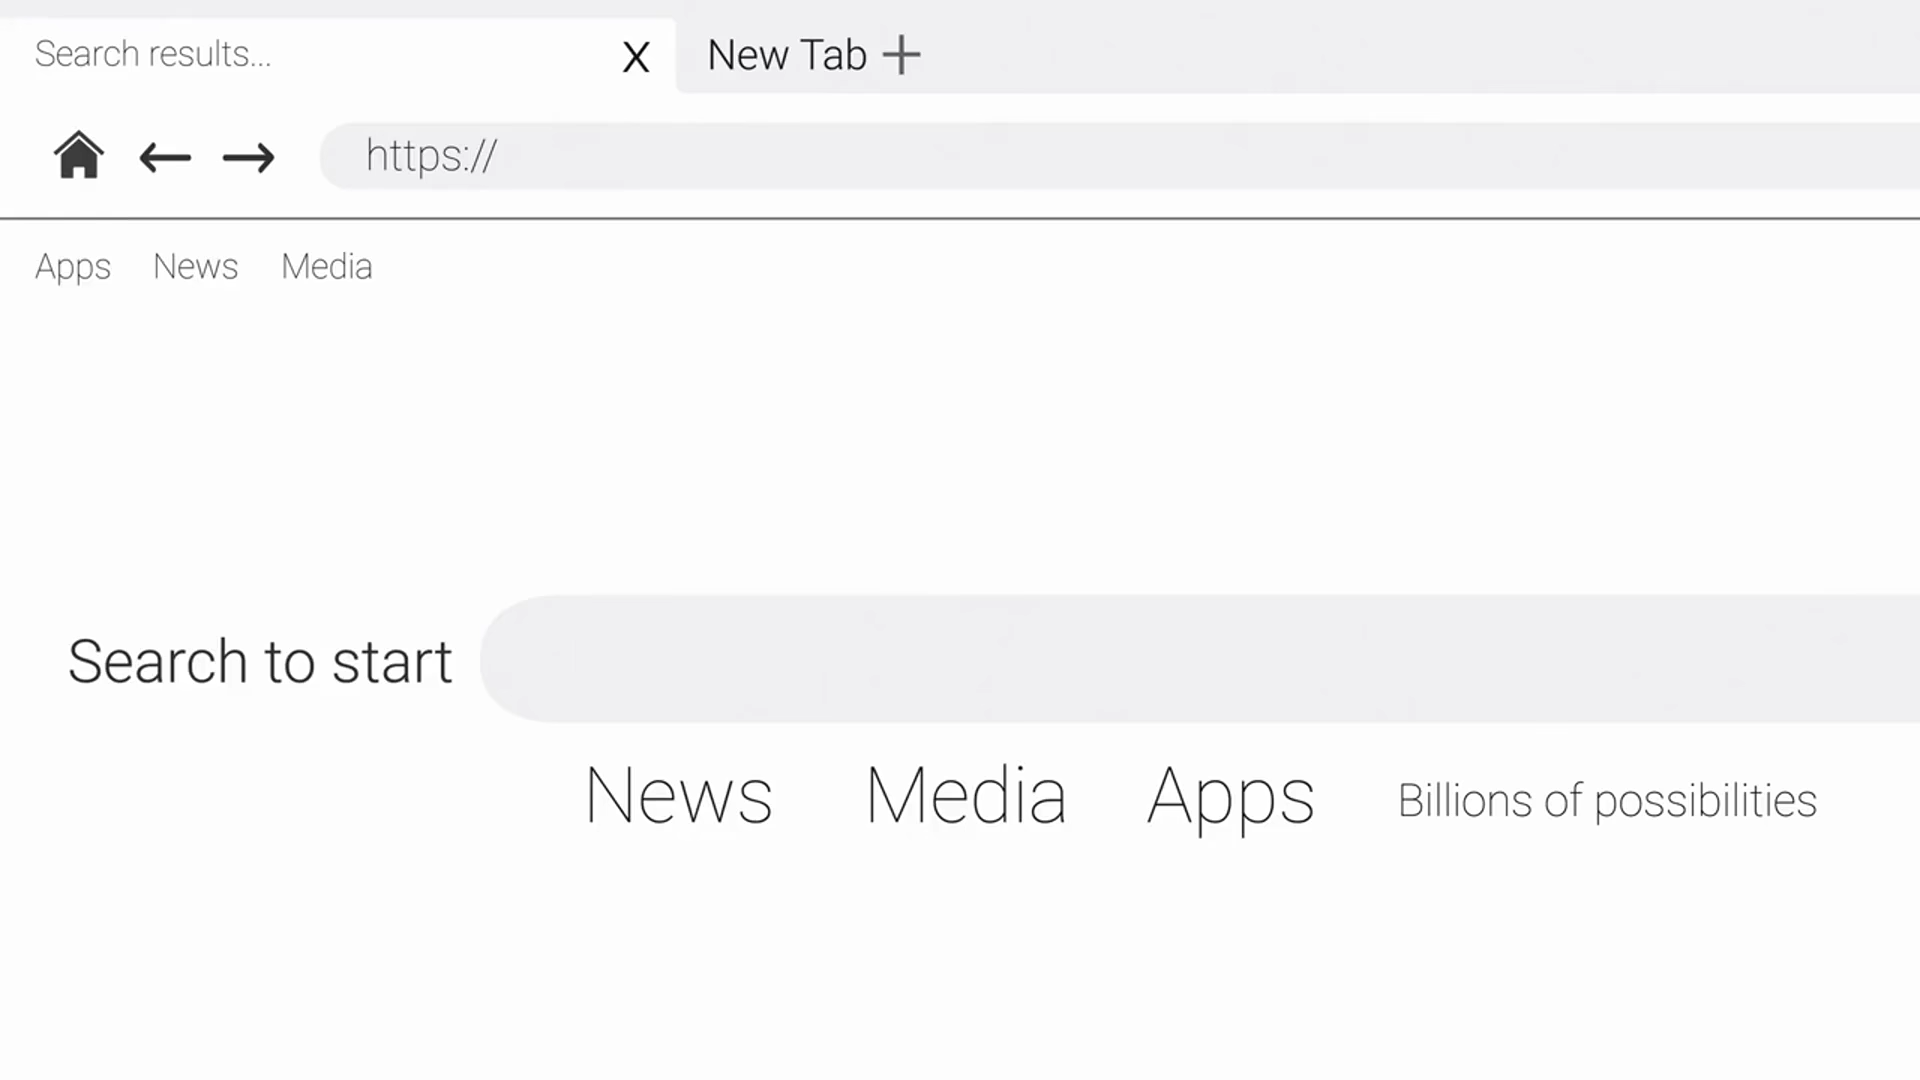 Search results... X New Tab +
https://
Apps News Media
Search to start
News Media Apps Billions of possibilities